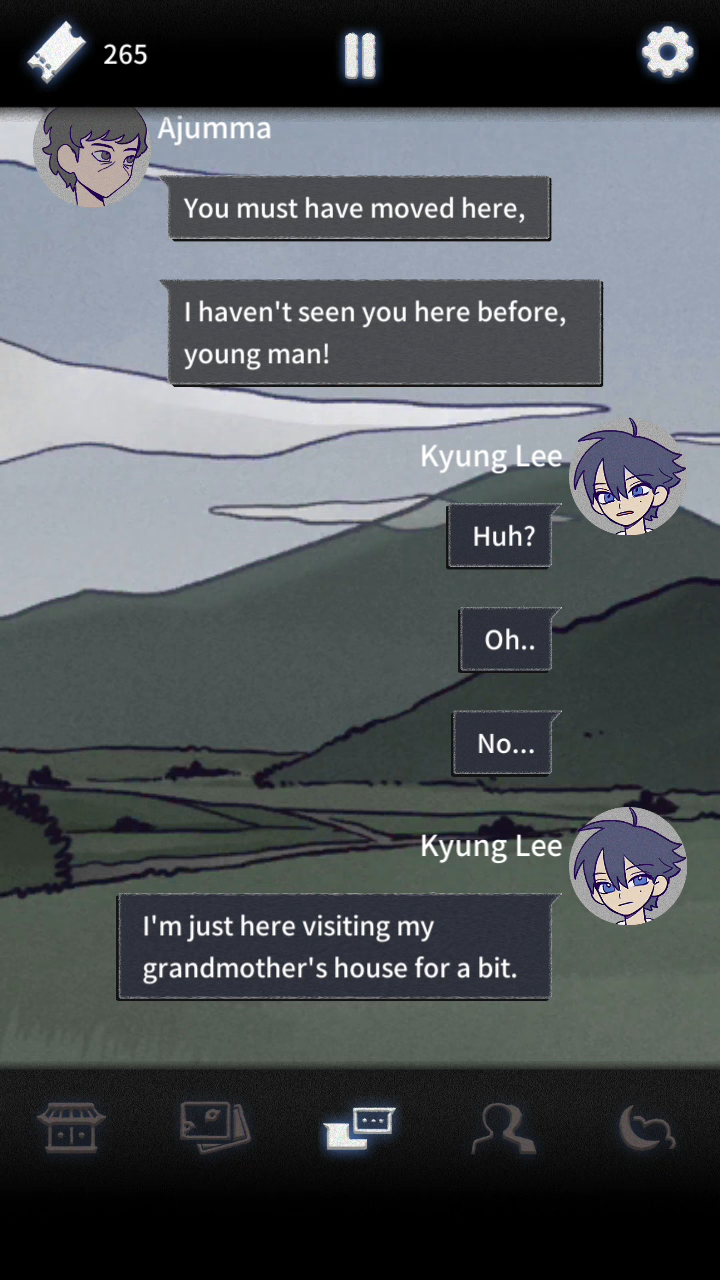 265
Ajumma
You must have moved here,
I haven't seen you here before,
young man!
Kyung Lee
Huh?
Oh..
No...
Kyung Lee
I'm just here visiting my
grandmother's house for a bit.